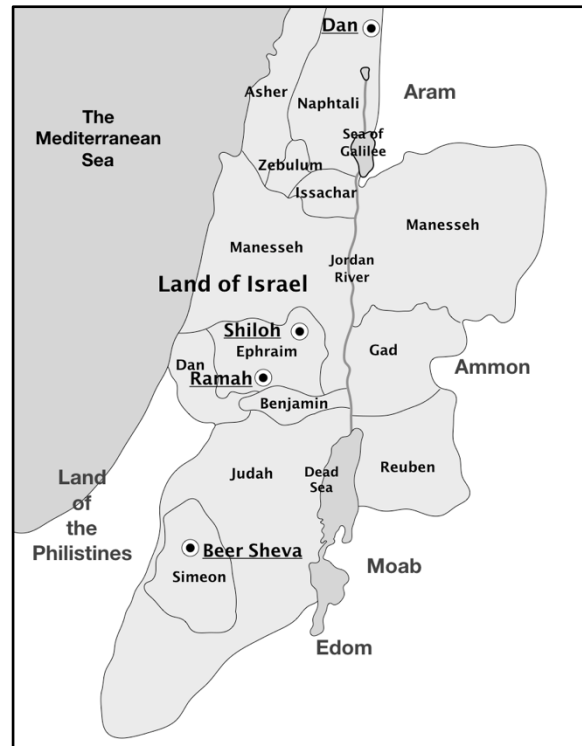 Dan
Asher
Naphtali
Aram
The
Mediterranean
Sea
Sea of
Galilee
Zebulum
Issachar
Manesseh
Manesseh
Jordan
River
Land of Israel
Shiloh
Ephraim
Dan
Gad
Ammon
Ramah
Benjamin
Judah
Dead
Sea
Reuben
Land
of
the
Philistines
Beer Sheva
Simeon
Moab
Edom